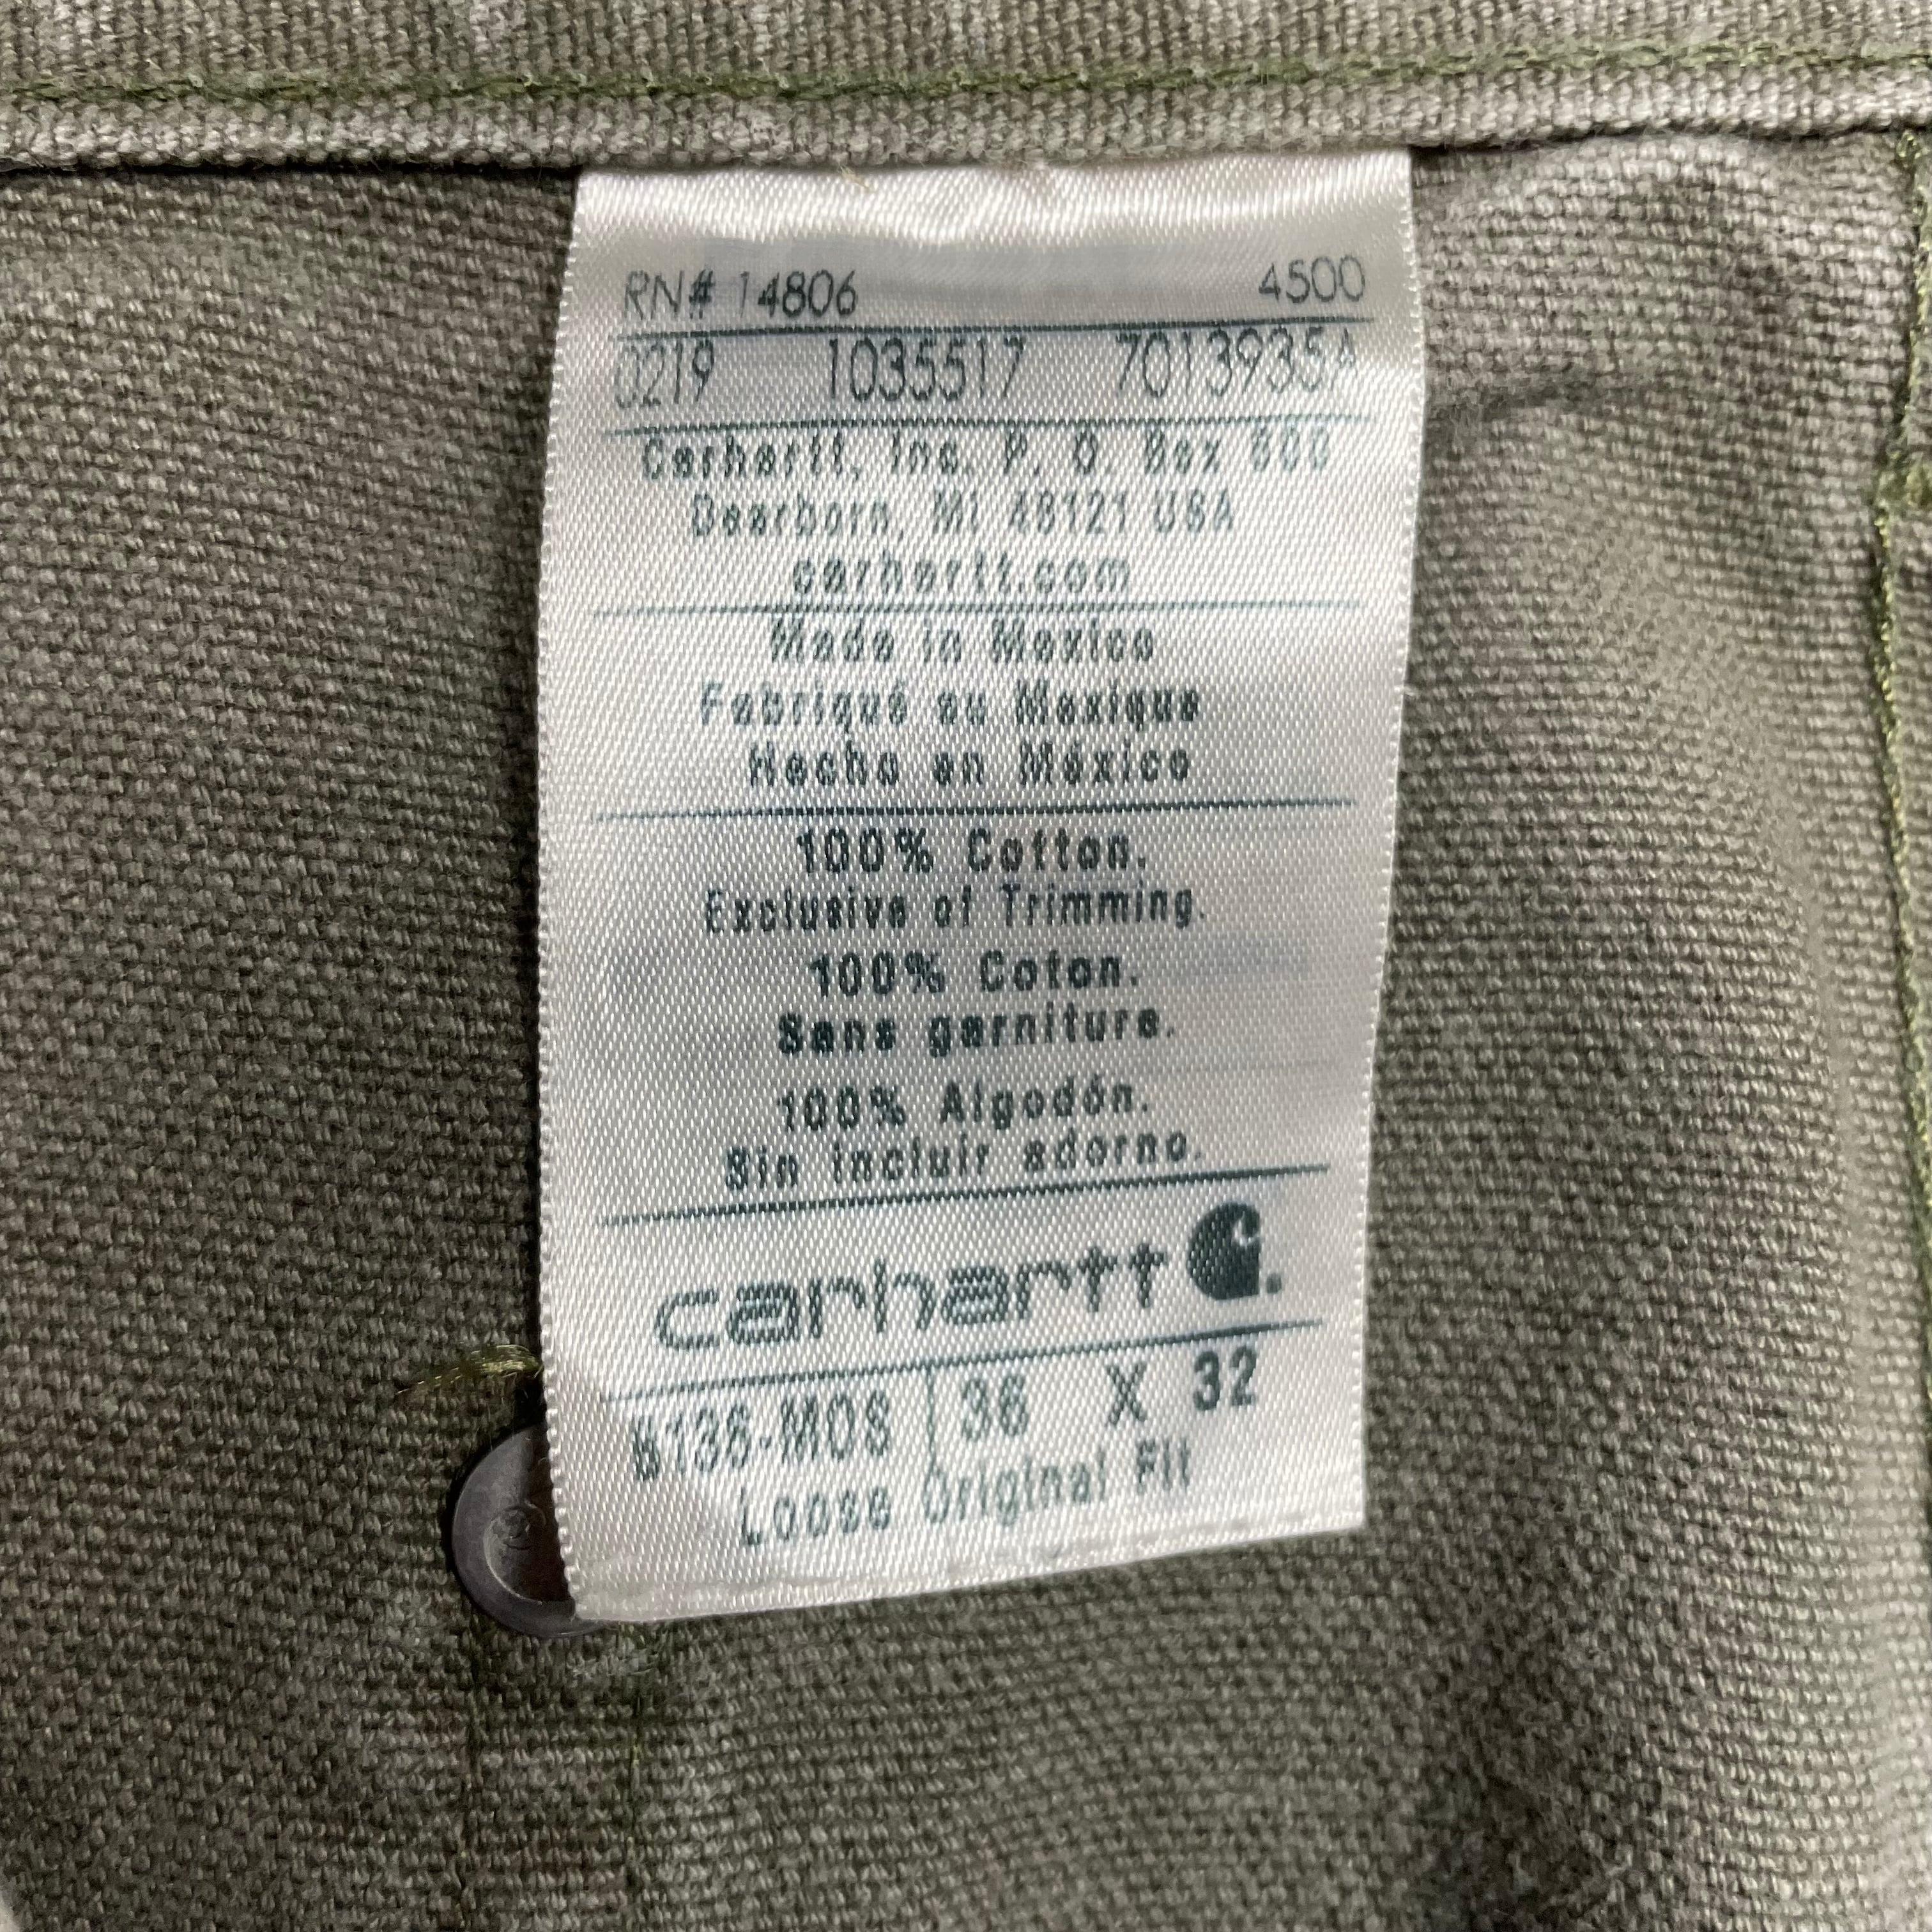 RN# 14806 4500
0219 1035517 7013935A
Carhartt, Inc. P. O. Box 600
Dearborn, MI 48121 USA
carhartt.com
Made in Mexico
Fabriqué au Mexique
Hecho en México
100% Cotton.
Exclusive of Trimming.
100% Coton.
Sans garniture.
100% Algodón.
Sin incluir adorno.
carhartt
B136-MOS 36 X 32
Loose Original Fit